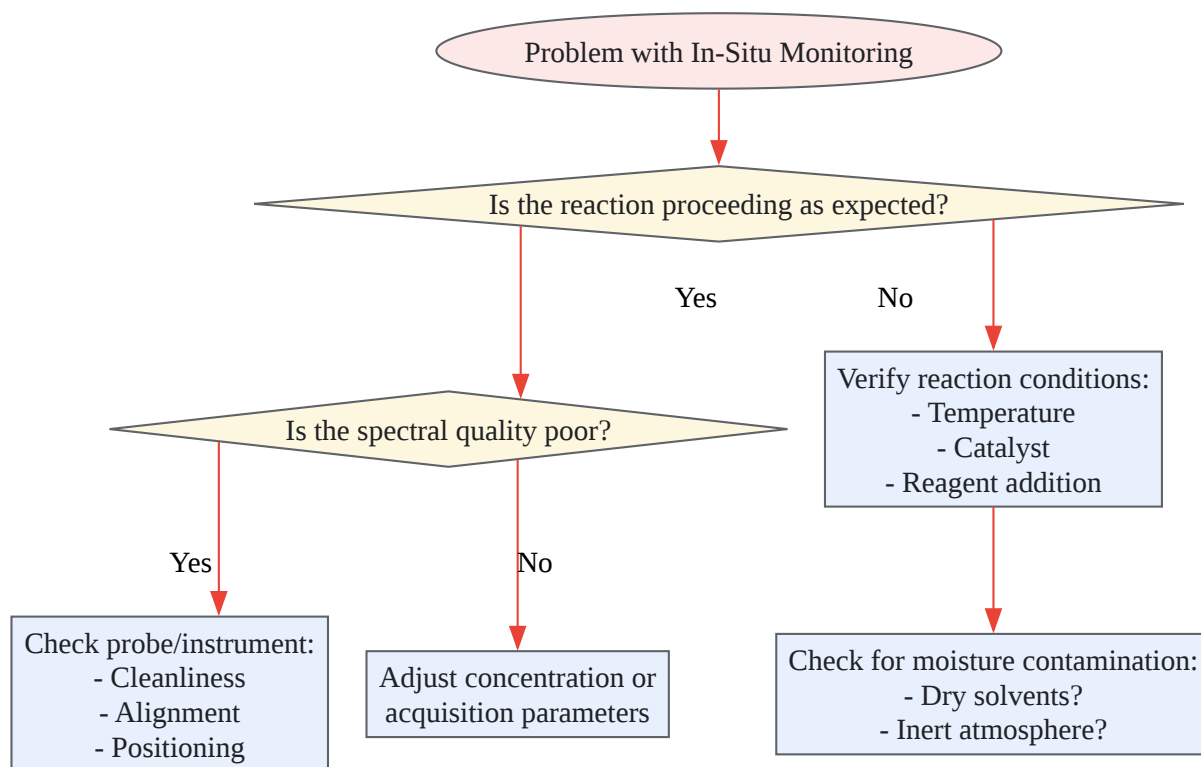 Problem with In-Situ Monitoring
Is the reaction proceeding as expected?
Yes
No
Verify reaction conditions:
- Temperature
- Catalyst
- Reagent addition
Is the spectral quality poor?
Yes
No
Check probe/instrument:
- Cleanliness
- Alignment
- Positioning
Adjust concentration or
acquisition parameters
Check for moisture contamination:
- Dry solvents?
- Inert atmosphere?